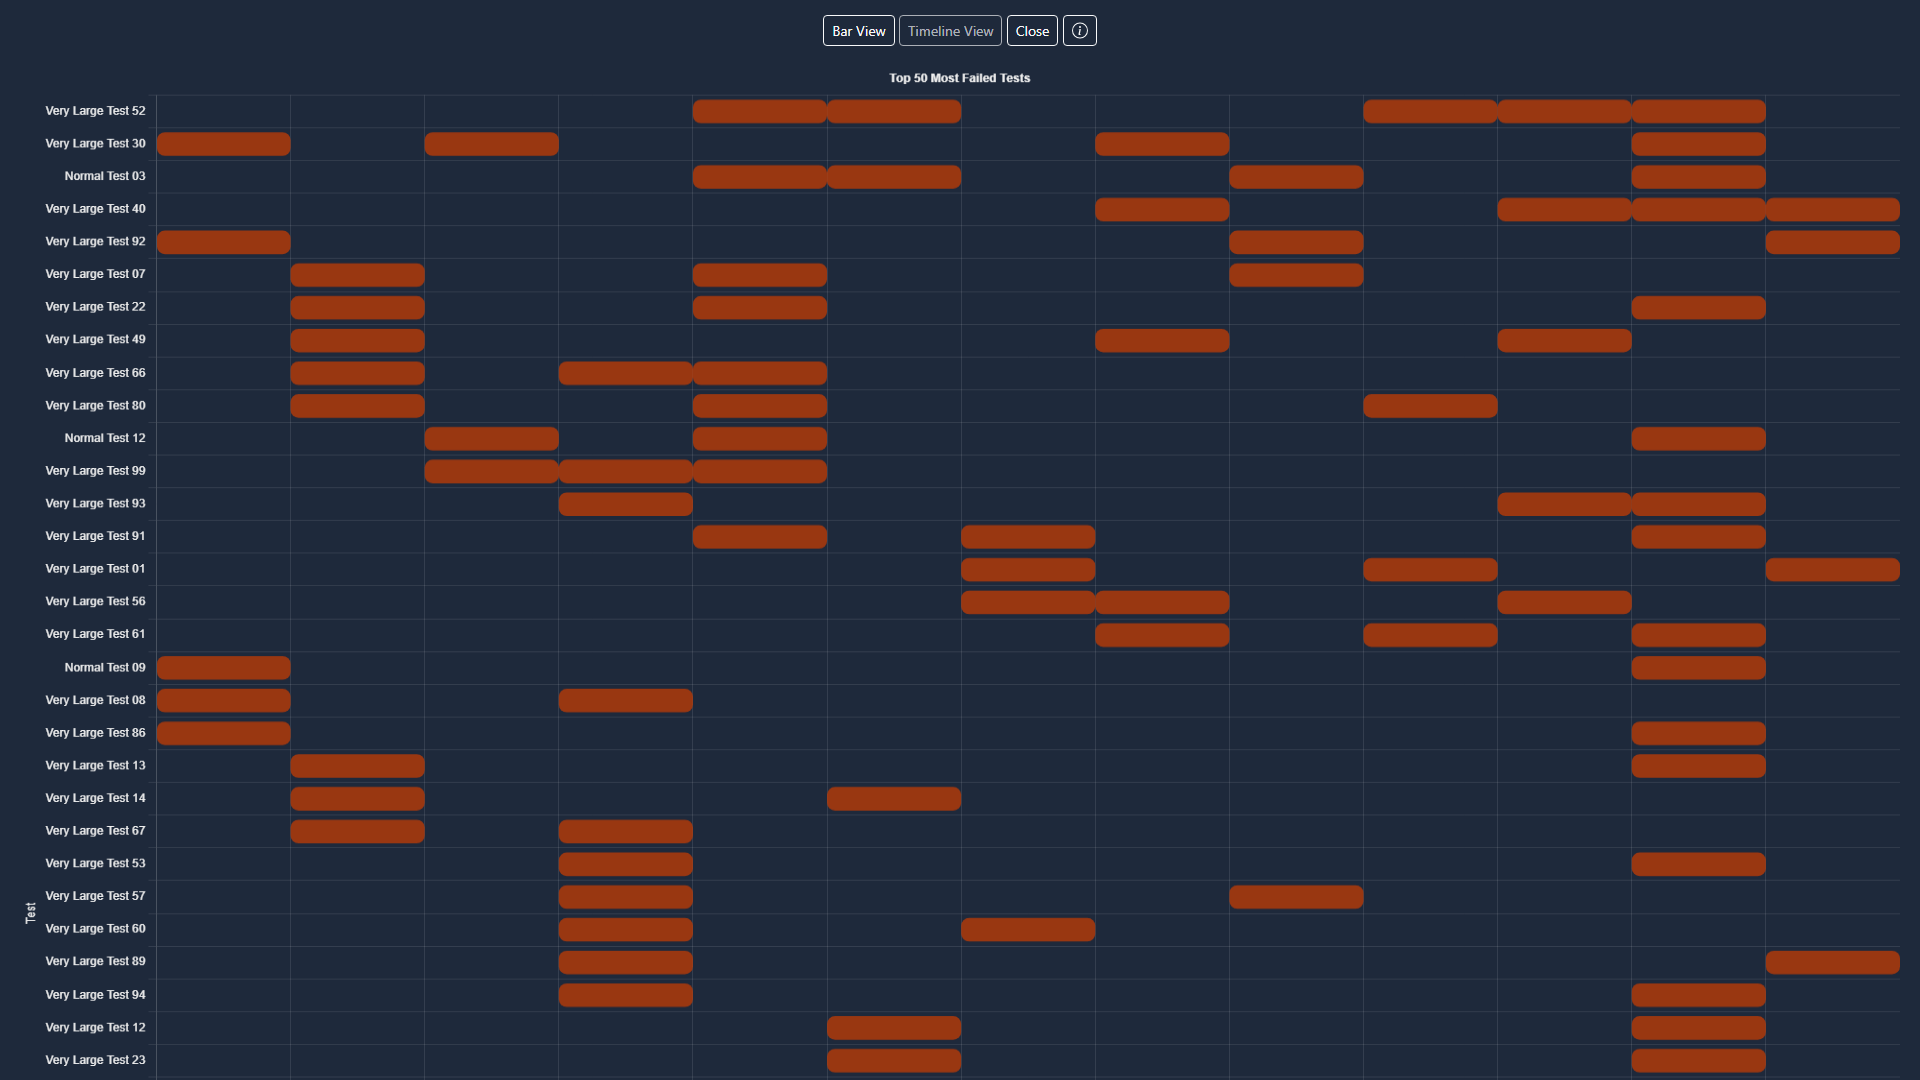 Bar View Timeline View Close
Top 50 Most Failed Tests
Very Large Test 52
Very Large Test 30
Normal Test 03
Very Large Test 40
Very Large Test 92
Very Large Test 07
Very Large Test 22
Very Large Test 49
Very Large Test 66
Very Large Test 80
Normal Test 12
Very Large Test 99
Very Large Test 93
Very Large Test 91
Very Large Test 01
Very Large Test 56
Very Large Test 61
Normal Test 09
Very Large Test 08
Very Large Test 86
Very Large Test 13
Very Large Test 14
Very Large Test 67
Very Large Test 53
Very Large Test 57
Test
Very Large Test 60
Very Large Test 89
Very Large Test 94
Very Large Test 12
Very Large Test 23